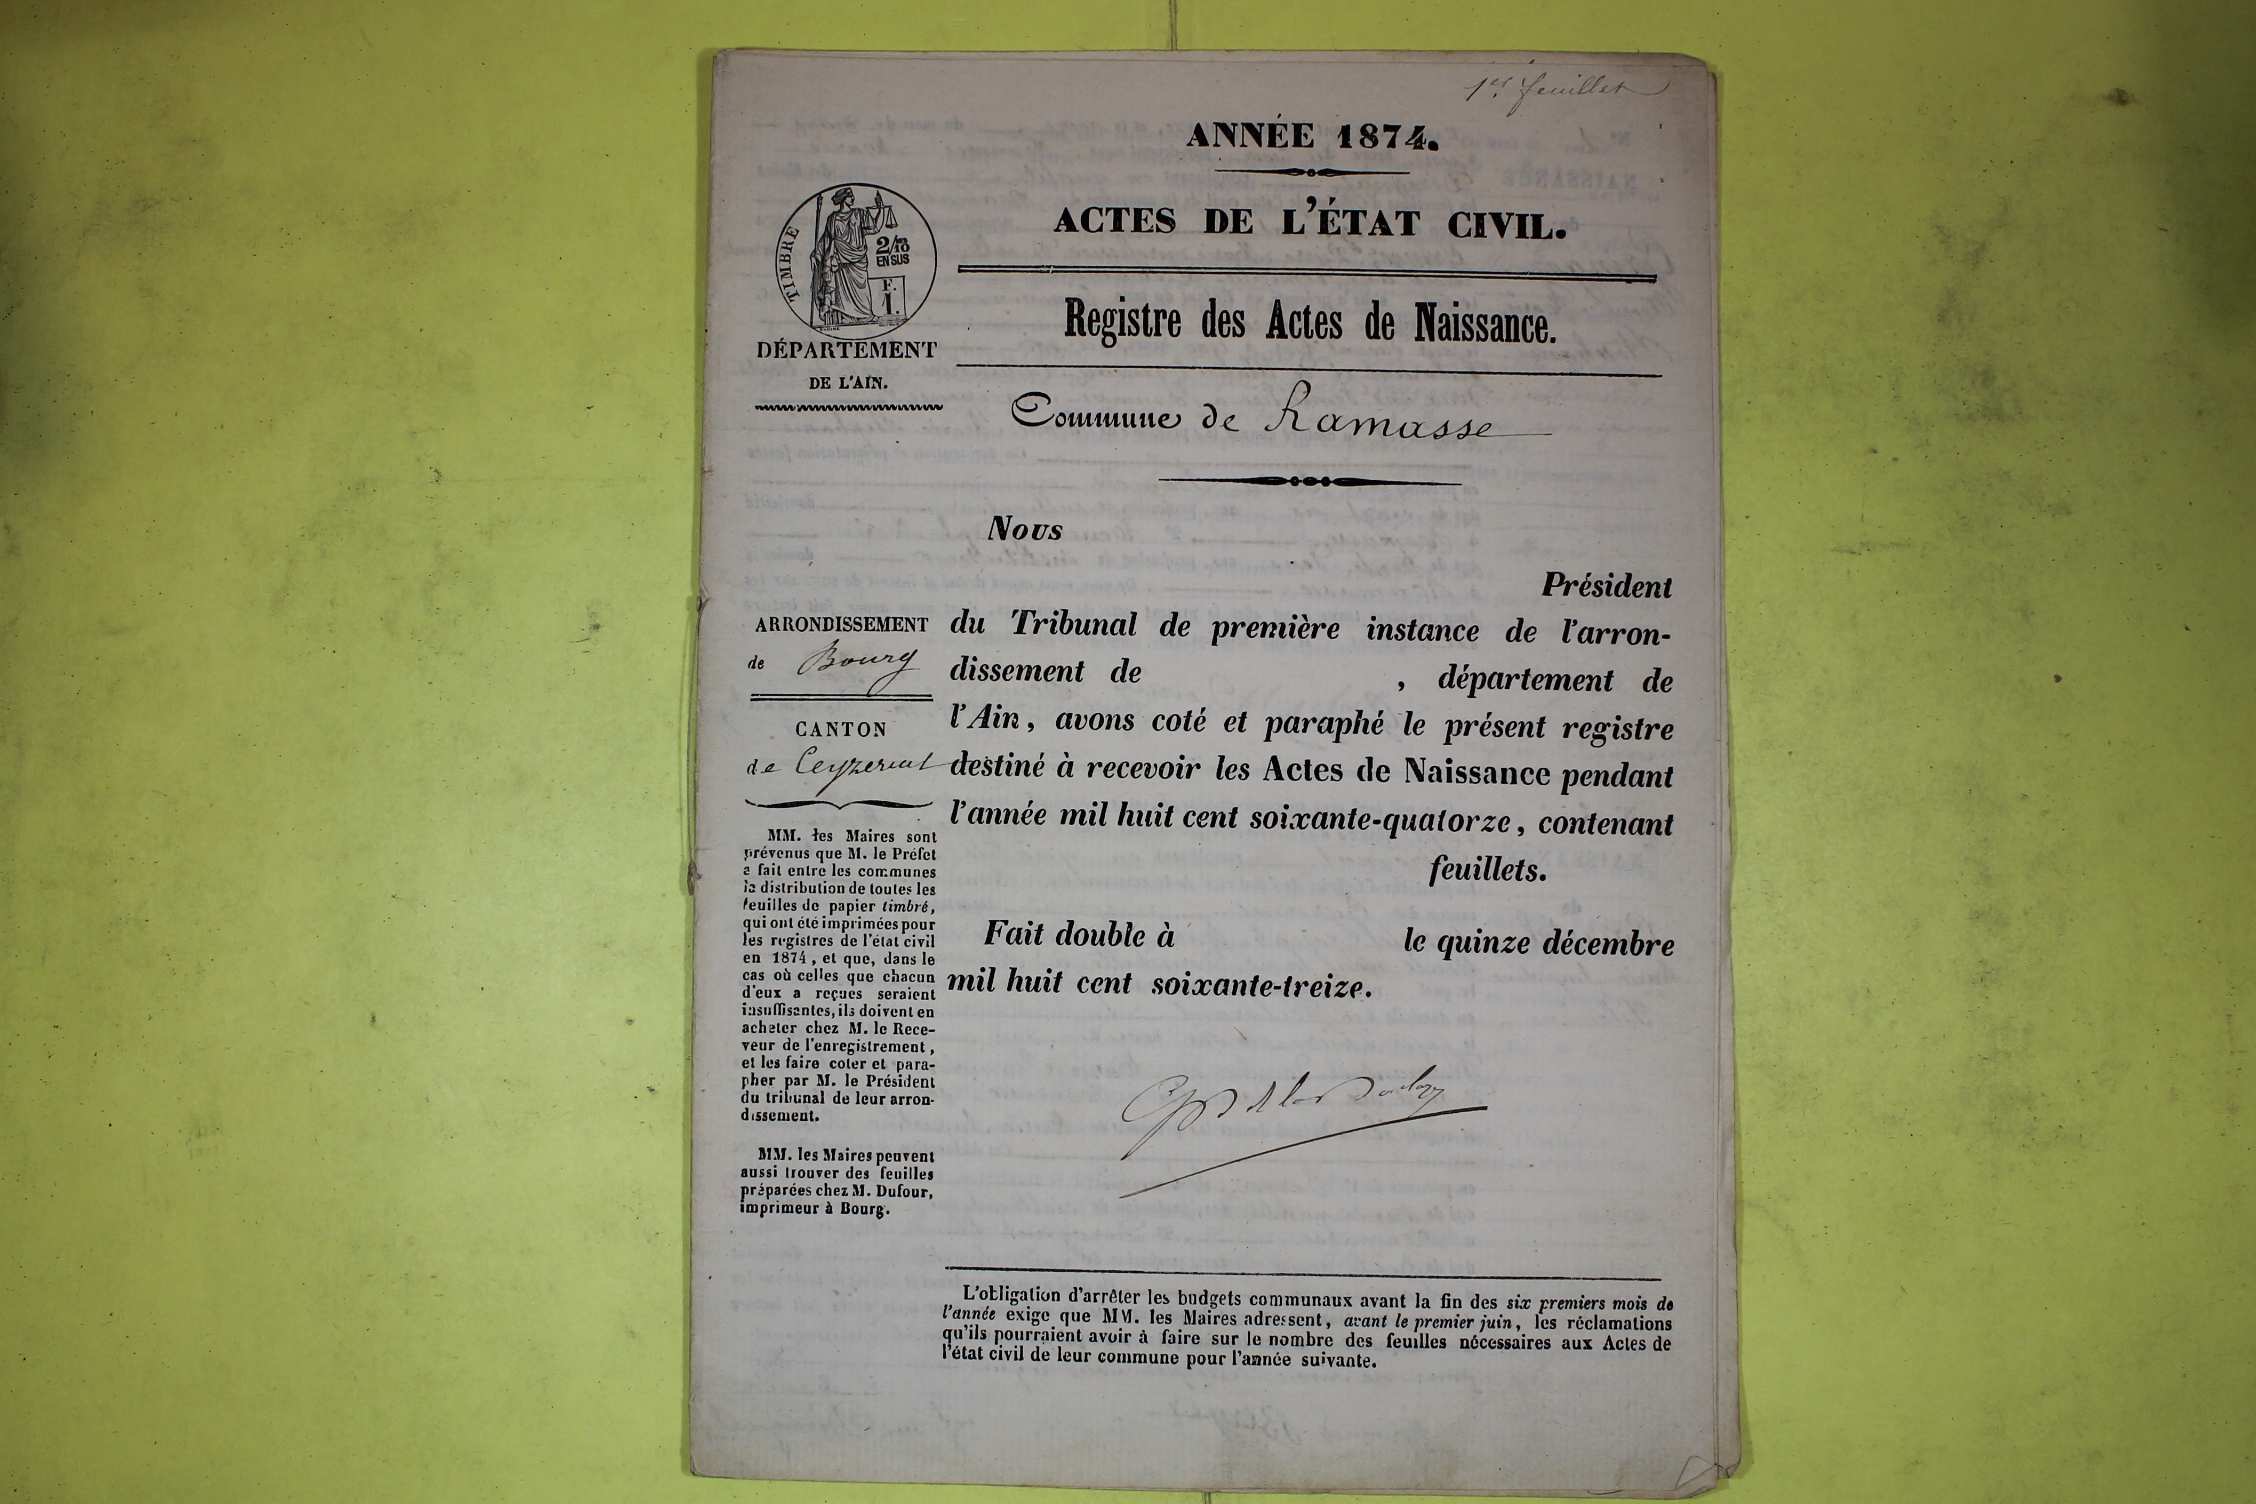 1er feuillet
ANNÉE 1874.
ACTES DE L'ÉTAT CIVIL.
TIMBRE
2/10
EN SUS
F.
1.
DÉPARTEMENT
DE L'AIN.
Registre des Actes de Naissance.
Commune de Ramasse
Nous
Président
du Tribunal de première instance de l'arron-
dissement de , département de
l'Ain, avons coté et paraphé le présent registre
destiné à recevoir les Actes de Naissance pendant
l'année mil huit cent soixante-quatorze, contenant
feuillets.
Fait double à le quinze décembre
mil huit cent soixante-treize.
ARRONDISSEMENT
de Bourg
CANTON
de Ceyzeriat
MM. les Maires sont
prévenus que M. le Préfet
a fait entre les communes
la distribution de toutes les
feuilles de papier timbré,
qui ont été imprimées pour
les registres de l'état civil
en 1874, et que, dans le
cas où celles que chacun
d'eux a reçues seraient
insuffisantes, ils doivent en
acheter chez M. le Rece-
veur de l'enregistrement,
et les faire coter et para-
pher par M. le Président
du tribunal de leur arron-
dissement.
MM. les Maires peuvent
aussi trouver des feuilles
préparées chez M. Dufour,
imprimeur à Bourg.
L'obligation d'arrêter les budgets communaux avant la fin des six premiers mois de
l'année exige que MM. les Maires adressent, avant le premier juin, les réclamations
qu'ils pourraient avoir à faire sur le nombre des feuilles nécessaires aux Actes de
l'état civil de leur commune pour l'année suivante.